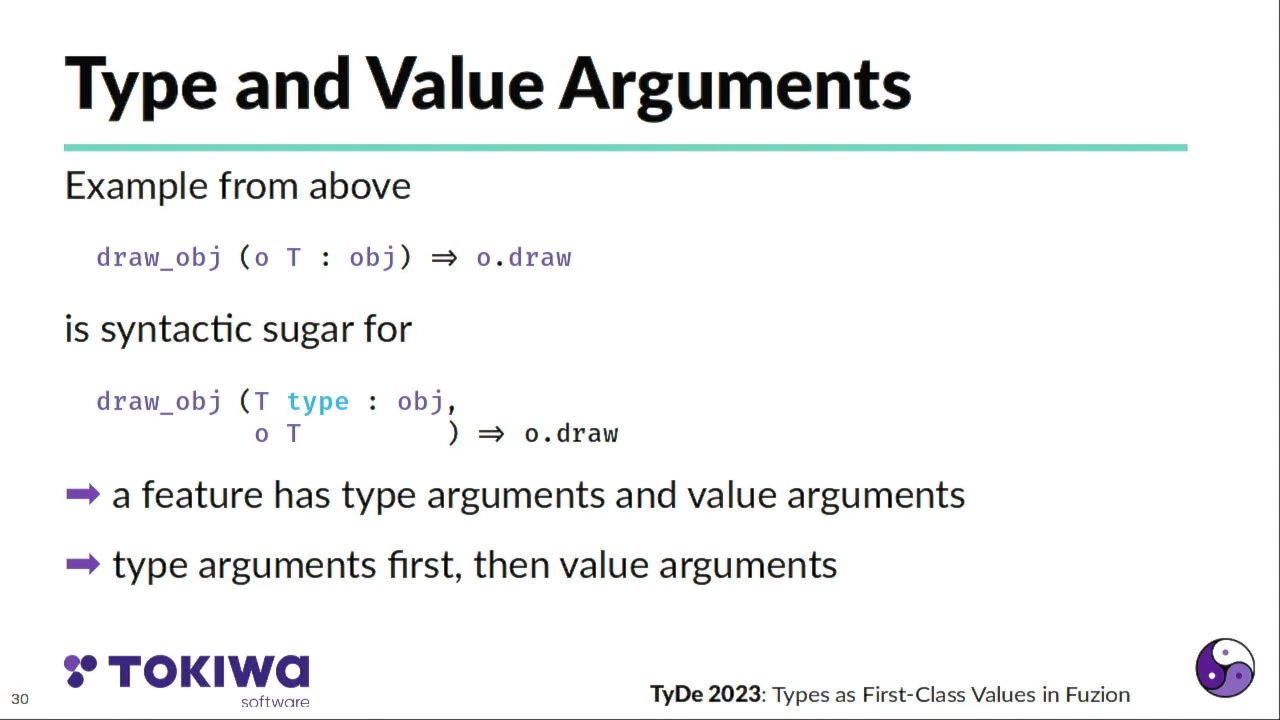 Type and Value Arguments
Example from above
draw_obj (o T : obj) ⇒ o.draw
is syntactic sugar for
draw_obj (T type : obj,
o T ) ⇒ o.draw
➡ a feature has type arguments and value arguments
➡ type arguments first, then value arguments
TOKIWA
software
30
TyDe 2023: Types as First-Class Values in Fuzion